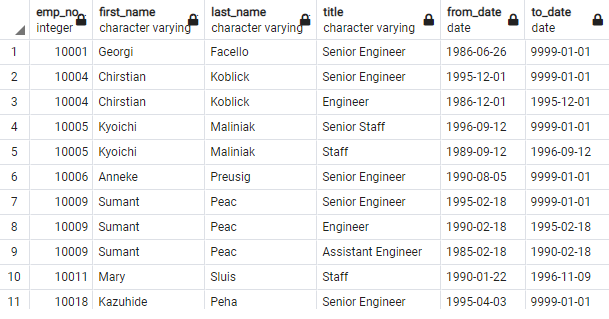 emp_no first_name last_name title from_date to_date
integer character varying character varying character varying date date
1 10001 Georgi Facello Senior Engineer 1986-06-26 9999-01-01
2 10004 Chirstian Koblick Senior Engineer 1995-12-01 9999-01-01
3 10004 Chirstian Koblick Engineer 1986-12-01 1995-12-01
4 10005 Kyoichi Maliniak Senior Staff 1996-09-12 9999-01-01
5 10005 Kyoichi Maliniak Staff 1989-09-12 1996-09-12
6 10006 Anneke Preusig Senior Engineer 1990-08-05 9999-01-01
7 10009 Sumant Peac Senior Engineer 1995-02-18 9999-01-01
8 10009 Sumant Peac Engineer 1990-02-18 1995-02-18
9 10009 Sumant Peac Assistant Engineer 1985-02-18 1990-02-18
10 10011 Mary Sluis Staff 1990-01-22 1996-11-09
11 10018 Kazuhide Peha Senior Engineer 1995-04-03 9999-01-01